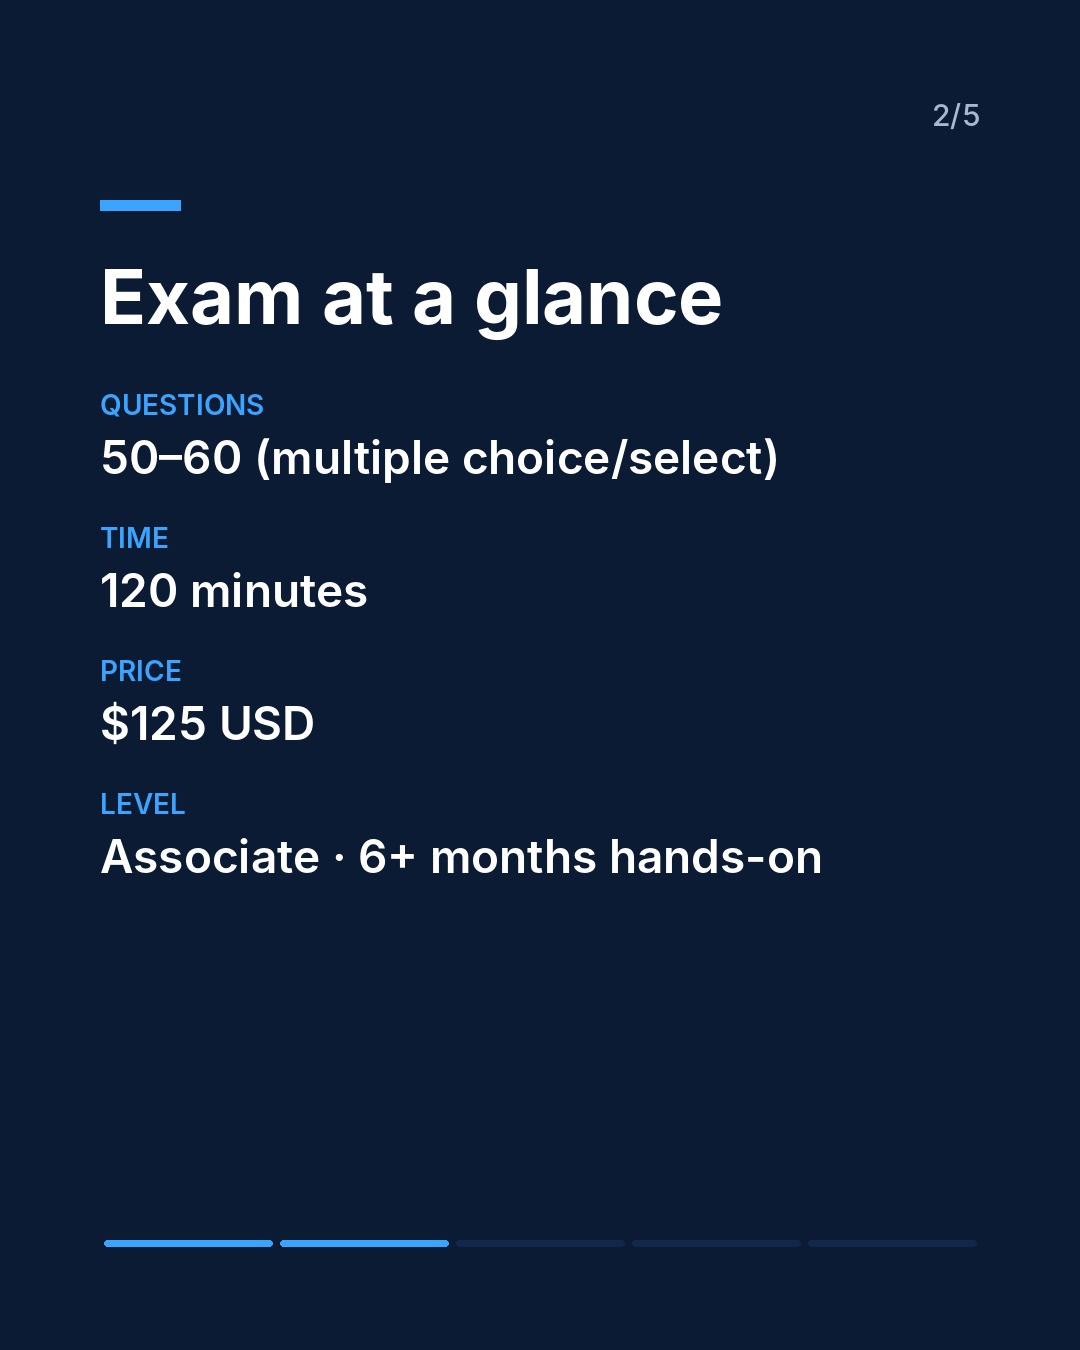 2/5
Exam at a glance
QUESTIONS
50–60 (multiple choice/select)
TIME
120 minutes
PRICE
$125 USD
LEVEL
Associate · 6+ months hands-on